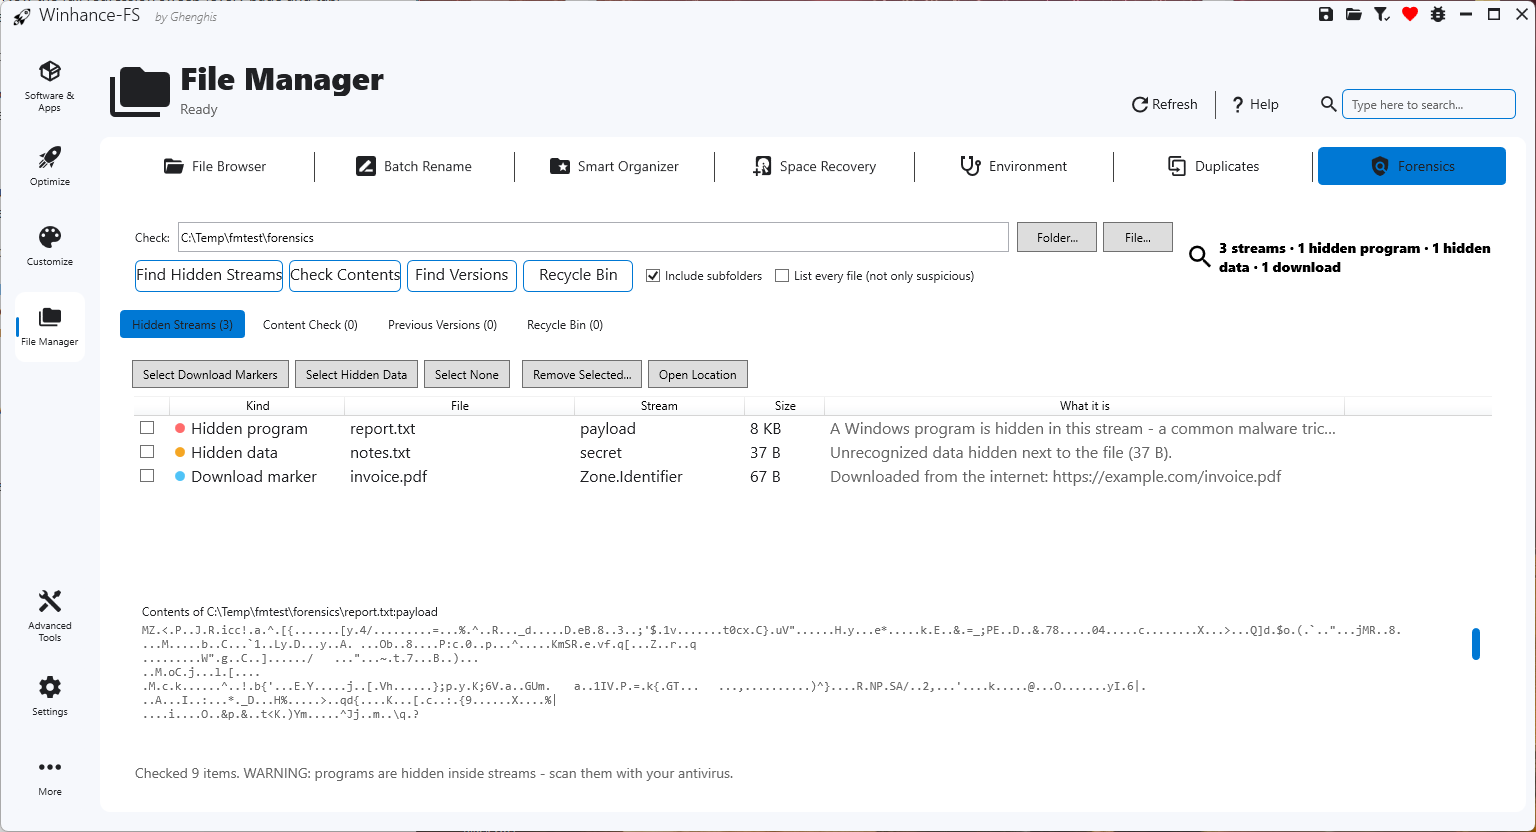 Winhance-FS by Ghenghis
File Manager
Ready
Refresh
? Help
Type here to search...
Software & Apps
Optimize
Customize
File Manager
Advanced Tools
Settings
More
File Browser
Batch Rename
Smart Organizer
Space Recovery
Environment
Duplicates
Forensics
Check: C:\Temp\fmtest\forensics
Folder...
File...
3 streams · 1 hidden program · 1 hidden
data · 1 download
Find Hidden Streams
Check Contents
Find Versions
Recycle Bin
Include subfolders
List every file (not only suspicious)
Hidden Streams (3)
Content Check (0)
Previous Versions (0)
Recycle Bin (0)
Select Download Markers
Select Hidden Data
Select None
Remove Selected...
Open Location
Kind File Stream Size What it is
Hidden program report.txt payload 8 KB A Windows program is hidden in this stream - a common malware tric...
Hidden data notes.txt secret 37 B Unrecognized data hidden next to the file (37 B).
Download marker invoice.pdf Zone.Identifier 67 B Downloaded from the internet: https://example.com/invoice.pdf
Contents of C:\Temp\fmtest\forensics\report.txt:payload
Checked 9 items. WARNING: programs are hidden inside streams - scan them with your antivirus.